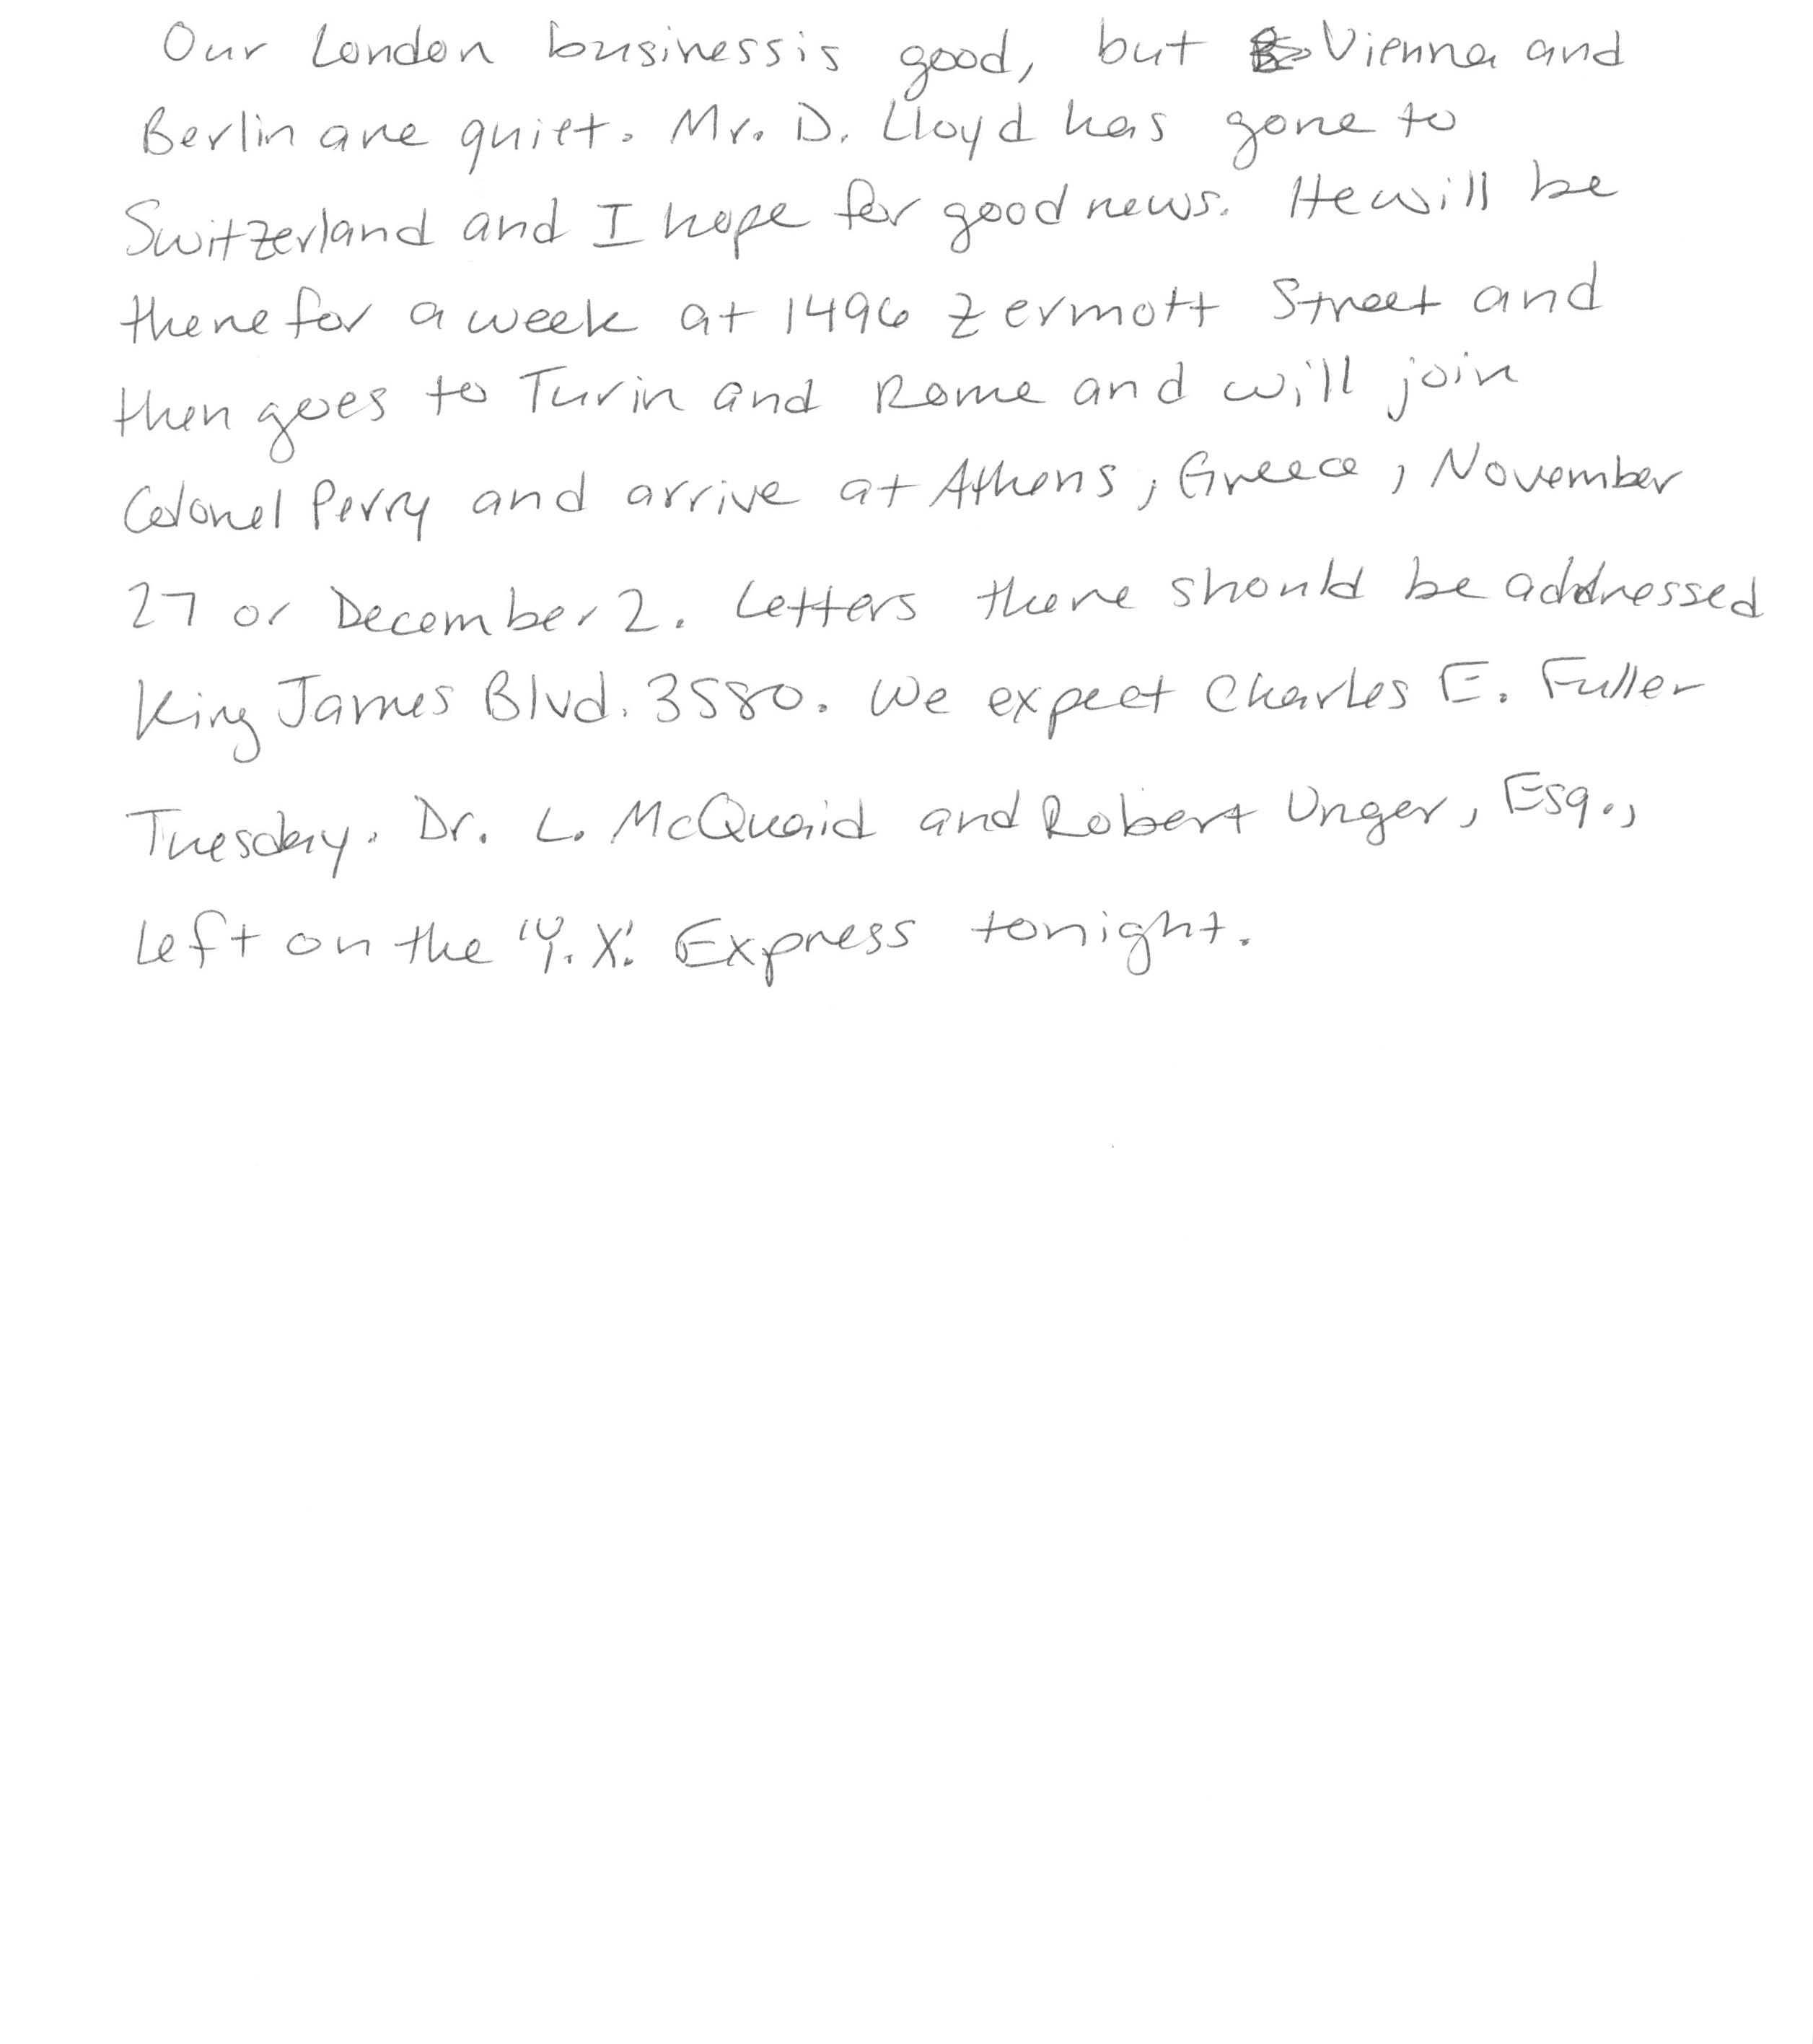 Our London business is good, but Vienna and
Berlin are quiet. Mr. D. Lloyd has gone to
Switzerland and I hope for good news. He will be
there for a week at 1496 Zermott Street and
then goes to Turin and Rome and will join
Colonel Perry and arrive at Athens, Greece, November
27 or December 2. Letters there should be addressed
King James Blvd. 3580. We expect Charles E. Fuller
Tuesday. Dr. L. McQuaid and Robert Unger, Esq.,
left on the "Y.X." Express tonight.